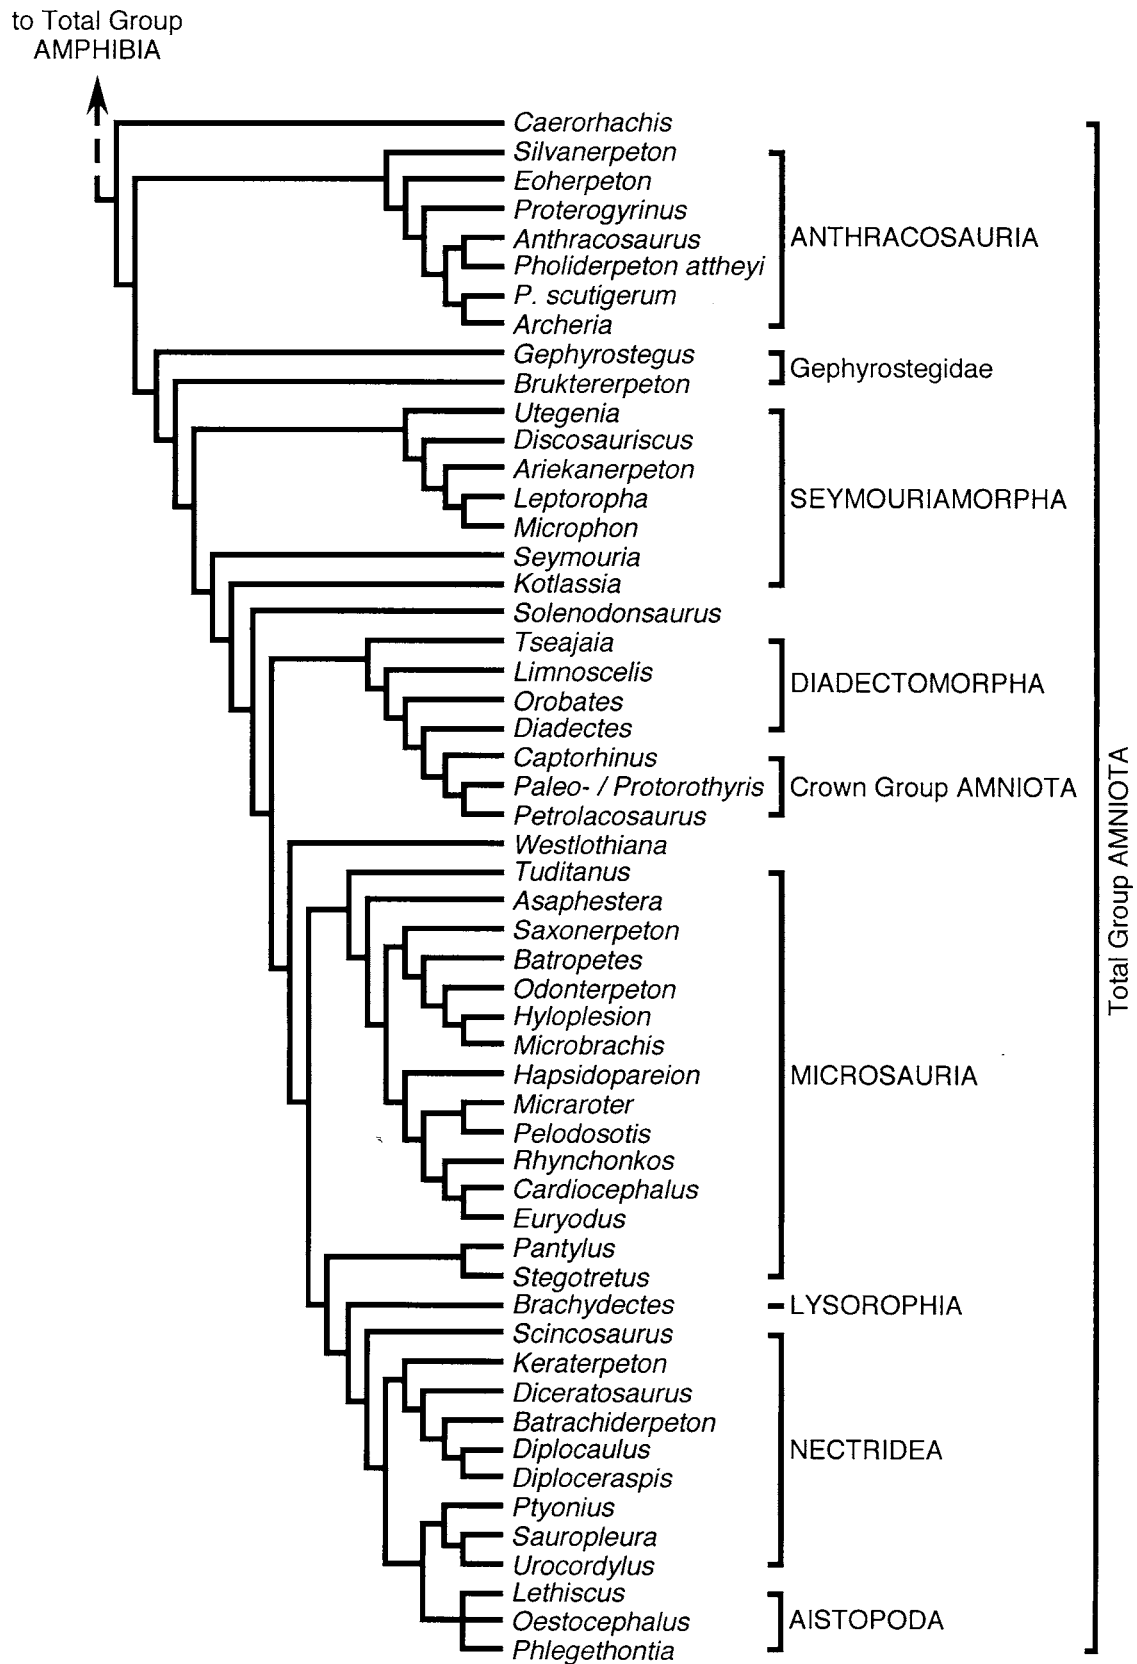 to Total Group
AMPHIBIA
Caerorhachis
Silvanerpeton
Eoherpeton
Proterogyrinus
Anthracosaurus
Pholiderpeton attheyi
P. scutigerum
Archeria
ANTHRACOSAURIA
Gephyrostegus
Bruktererpeton
Gephyrostegidae
Utegenia
Discosauriscus
Ariekanerpeton
Leptoropha
Microphon
Seymouria
Kotlassia
SEYMOURIAMORPHA
Solenodonsaurus
Tseajaia
Limnoscelis
Orobates
Diadectes
DIADECTOMORPHA
Captorhinus
Paleo- / Protorothyris
Petrolacosaurus
Crown Group AMNIOTA
Westlothiana
Tuditanus
Asaphestera
Saxonerpeton
Batropetes
Odonterpeton
Hyloplesion
Microbrachis
Hapsidopareion
Micraroter
Pelodosotis
Rhynchonkos
Cardiocephalus
Euryodus
Pantylus
Stegotretus
MICROSAURIA
Brachydectes
LYSOROPHIA
Scincosaurus
Keraterpeton
Diceratosaurus
Batrachiderpeton
Diplocaulus
Diploceraspis
Ptyonius
Sauropleura
Urocordylus
NECTRIDEA
Lethiscus
Oestocephalus
Phlegethontia
AISTOPODA
Total Group AMNIOTA